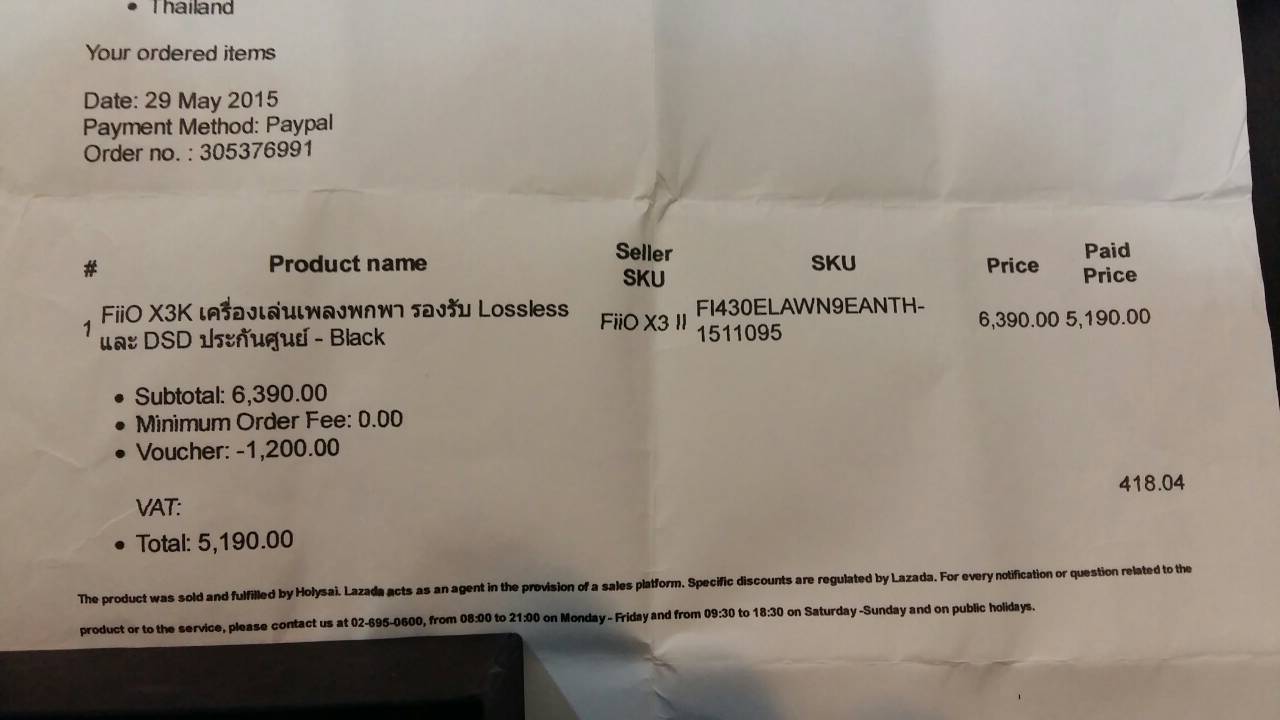 • Thailand
Your ordered items
Date: 29 May 2015
Payment Method: Paypal
Order no. : 305376991
# Product name Seller SKU SKU Price Paid Price
1 FiiO X3K เครื่องเล่นเพลงพกพา รองรับ Lossless FiiO X3 II FI430ELAWN9EANTH- 6,390.00 5,190.00
และ DSD ประกันศูนย์ - Black 1511095
• Subtotal: 6,390.00
• Minimum Order Fee: 0.00
• Voucher: -1,200.00
418.04
VAT:
• Total: 5,190.00
The product was sold and fulfilled by Holysai. Lazada acts as an agent in the provision of a sales platform. Specific discounts are regulated by Lazada. For every notification or question related to the
product or to the service, please contact us at 02-695-0600, from 08:00 to 21:00 on Monday - Friday and from 09:30 to 18:30 on Saturday -Sunday and on public holidays.